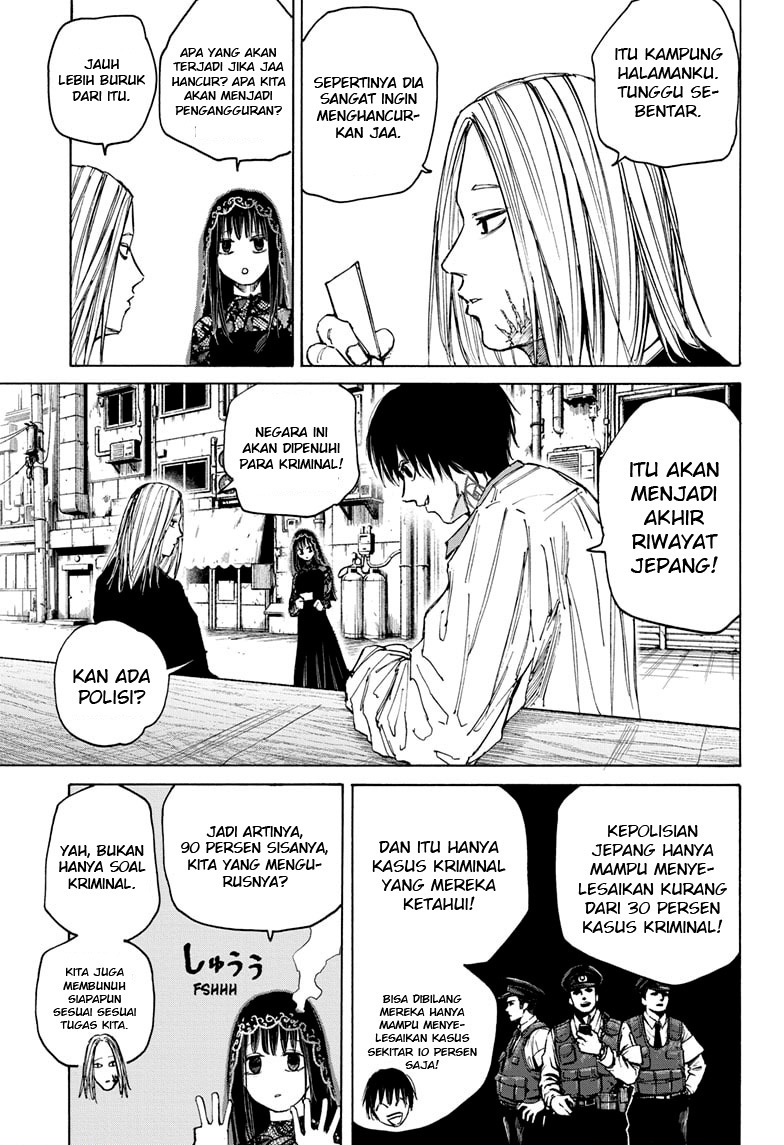 ITU KAMPUNG
HALAMANKU.
TUNGGU SE-
BENTAR.
SEPERTINYA DIA
SANGAT INGIN
MENGHANCUR-
KAN JAA.
APA YANG AKAN
TERJADI JIKA JAA
HANCUR? APA KITA
AKAN MENJADI
PENGANGGURAN?
JAUH
LEBIH BURUK
DARI ITU.
ITU AKAN
MENJADI
AKHIR
RIWAYAT
JEPANG!
NEGARA INI
AKAN DIPENUHI
PARA KRIMINAL!
KAN ADA
POLISI?
KEPOLISIAN
JEPANG HANYA
MAMPU MENYE-
LESAIKAN KURANG
DARI 30 PERSEN
KASUS KRIMINAL!
DAN ITU HANYA
KASUS KRIMINAL
YANG MEREKA
KETAHUI!
BISA DIBILANG
MEREKA HANYA
MAMPU MENYE-
LESAIKAN KASUS
SEKITAR 10 PERSEN
SAJA!
JADI ARTINYA,
90 PERSEN SISANYA,
KITA YANG MENGU-
RUSNYA?
しゅうぅ
FSHHH
YAH, BUKAN
HANYA SOAL
KRIMINAL.
KITA JUGA
MEMBUNUH
SIAPAPUN
SESUAI SESUAI
TUGAS KITA.